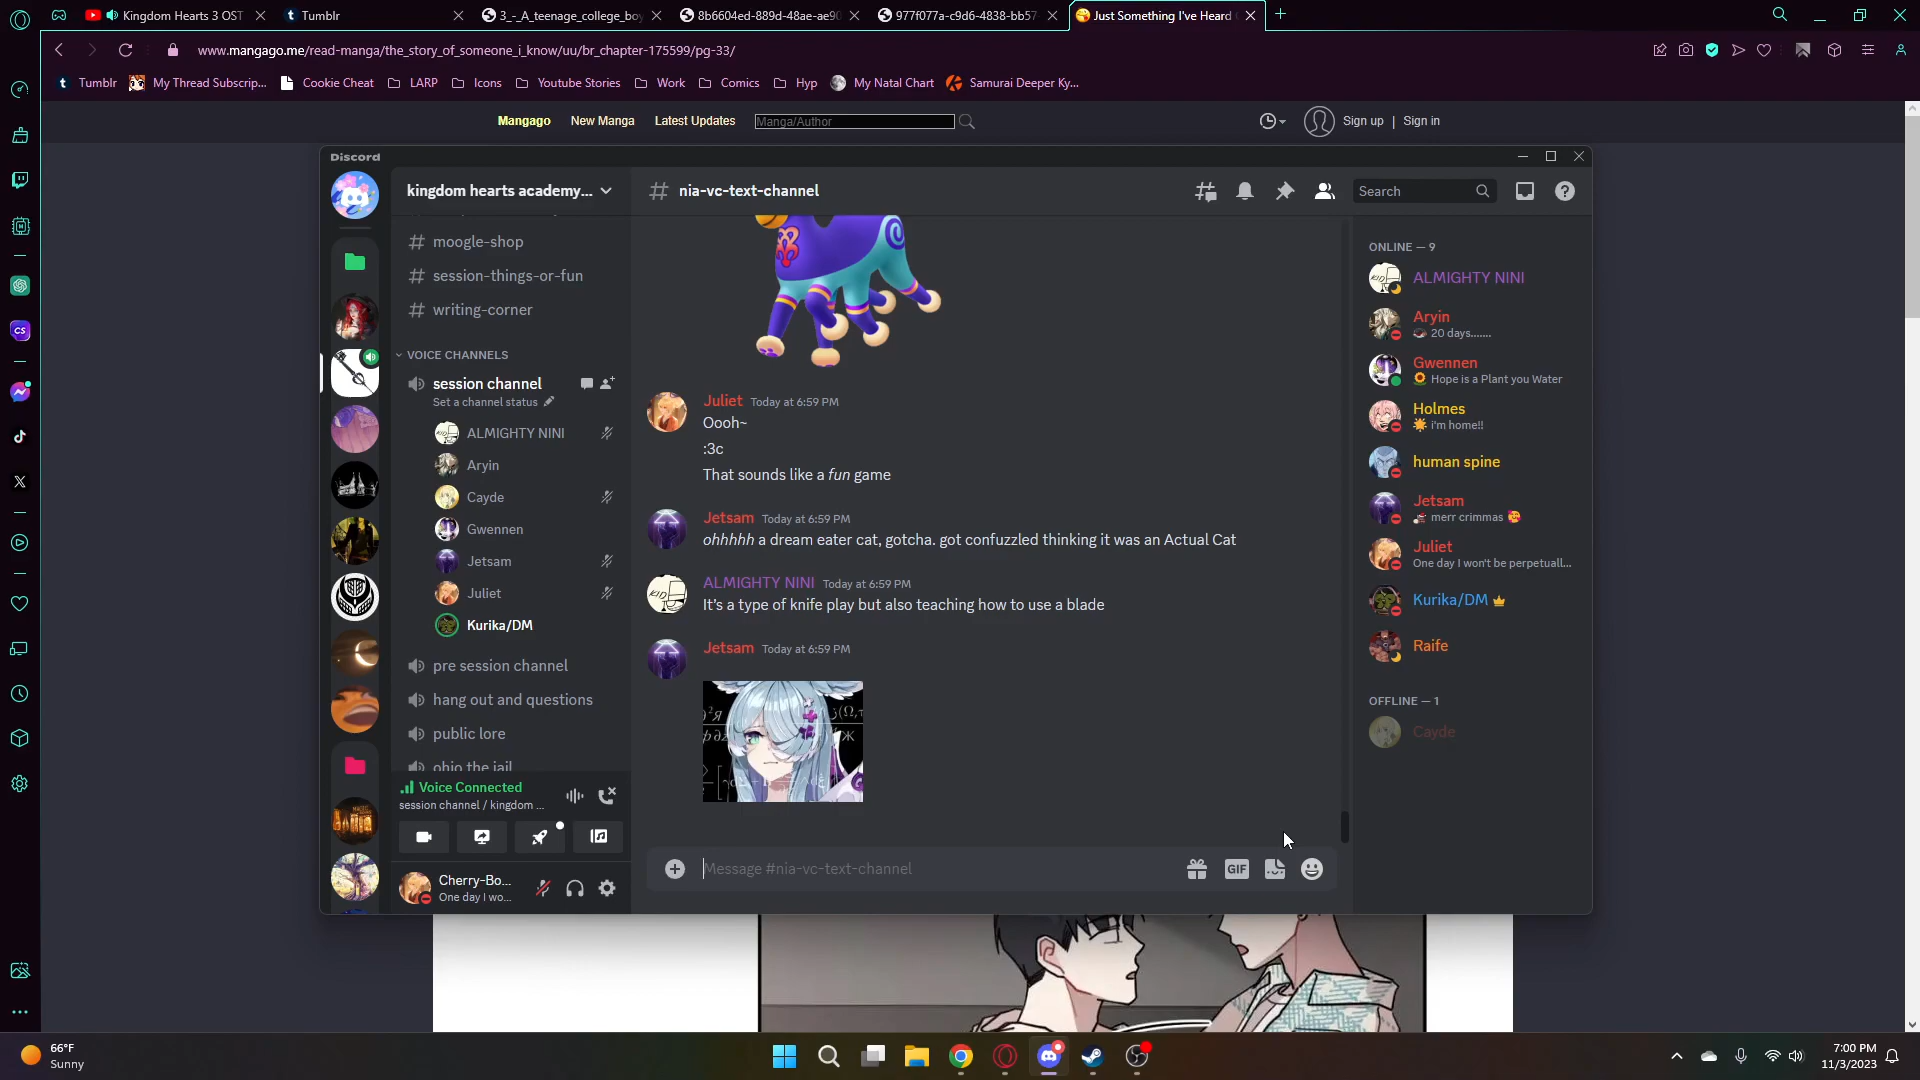 Kingdom Hearts 3 OST
Tumblr
3_-_A_teenage_college_boy
8b6604ed-889d-48ae-ae90
977f077a-c9d6-4838-bb57
Just Something I've Heard
www.mangago.me/read-manga/the_story_of_someone_i_know/uu/br_chapter-175599/pg-33/
Tumblr
My Thread Subscrip...
Cookie Cheat
LARP
Icons
Youtube Stories
Work
Comics
Hyp
My Natal Chart
Samurai Deeper Ky...
Mangago
New Manga
Latest Updates
Manga/Author
Sign up | Sign in
Discord
kingdom hearts academy...
# moogle-shop
# session-things-or-fun
# writing-corner
VOICE CHANNELS
session channel
Set a channel status
ALMIGHTY NINI
Aryin
Cayde
Gwennen
Jetsam
Juliet
Kurika/DM
pre session channel
hang out and questions
public lore
ohio the jail
Voice Connected
session channel / kingdom ...
Cherry-Bo...
One day I wo...
# nia-vc-text-channel
Search
Juliet Today at 6:59 PM
Oooh~
:3c
That sounds like a fun game
Jetsam Today at 6:59 PM
ohhhhh a dream eater cat, gotcha. got confuzzled thinking it was an Actual Cat
ALMIGHTY NINI Today at 6:59 PM
It's a type of knife play but also teaching how to use a blade
Jetsam Today at 6:59 PM
Message #nia-vc-text-channel
GIF
ONLINE — 9
ALMIGHTY NINI
Aryin
20 days.......
Gwennen
Hope is a Plant you Water
Holmes
i'm home!!
human spine
Jetsam
merr crimmas
Juliet
One day I won't be perpetuall...
Kurika/DM
Raife
OFFLINE — 1
Cayde
CS
66°F
Sunny
7:00 PM
11/3/2023